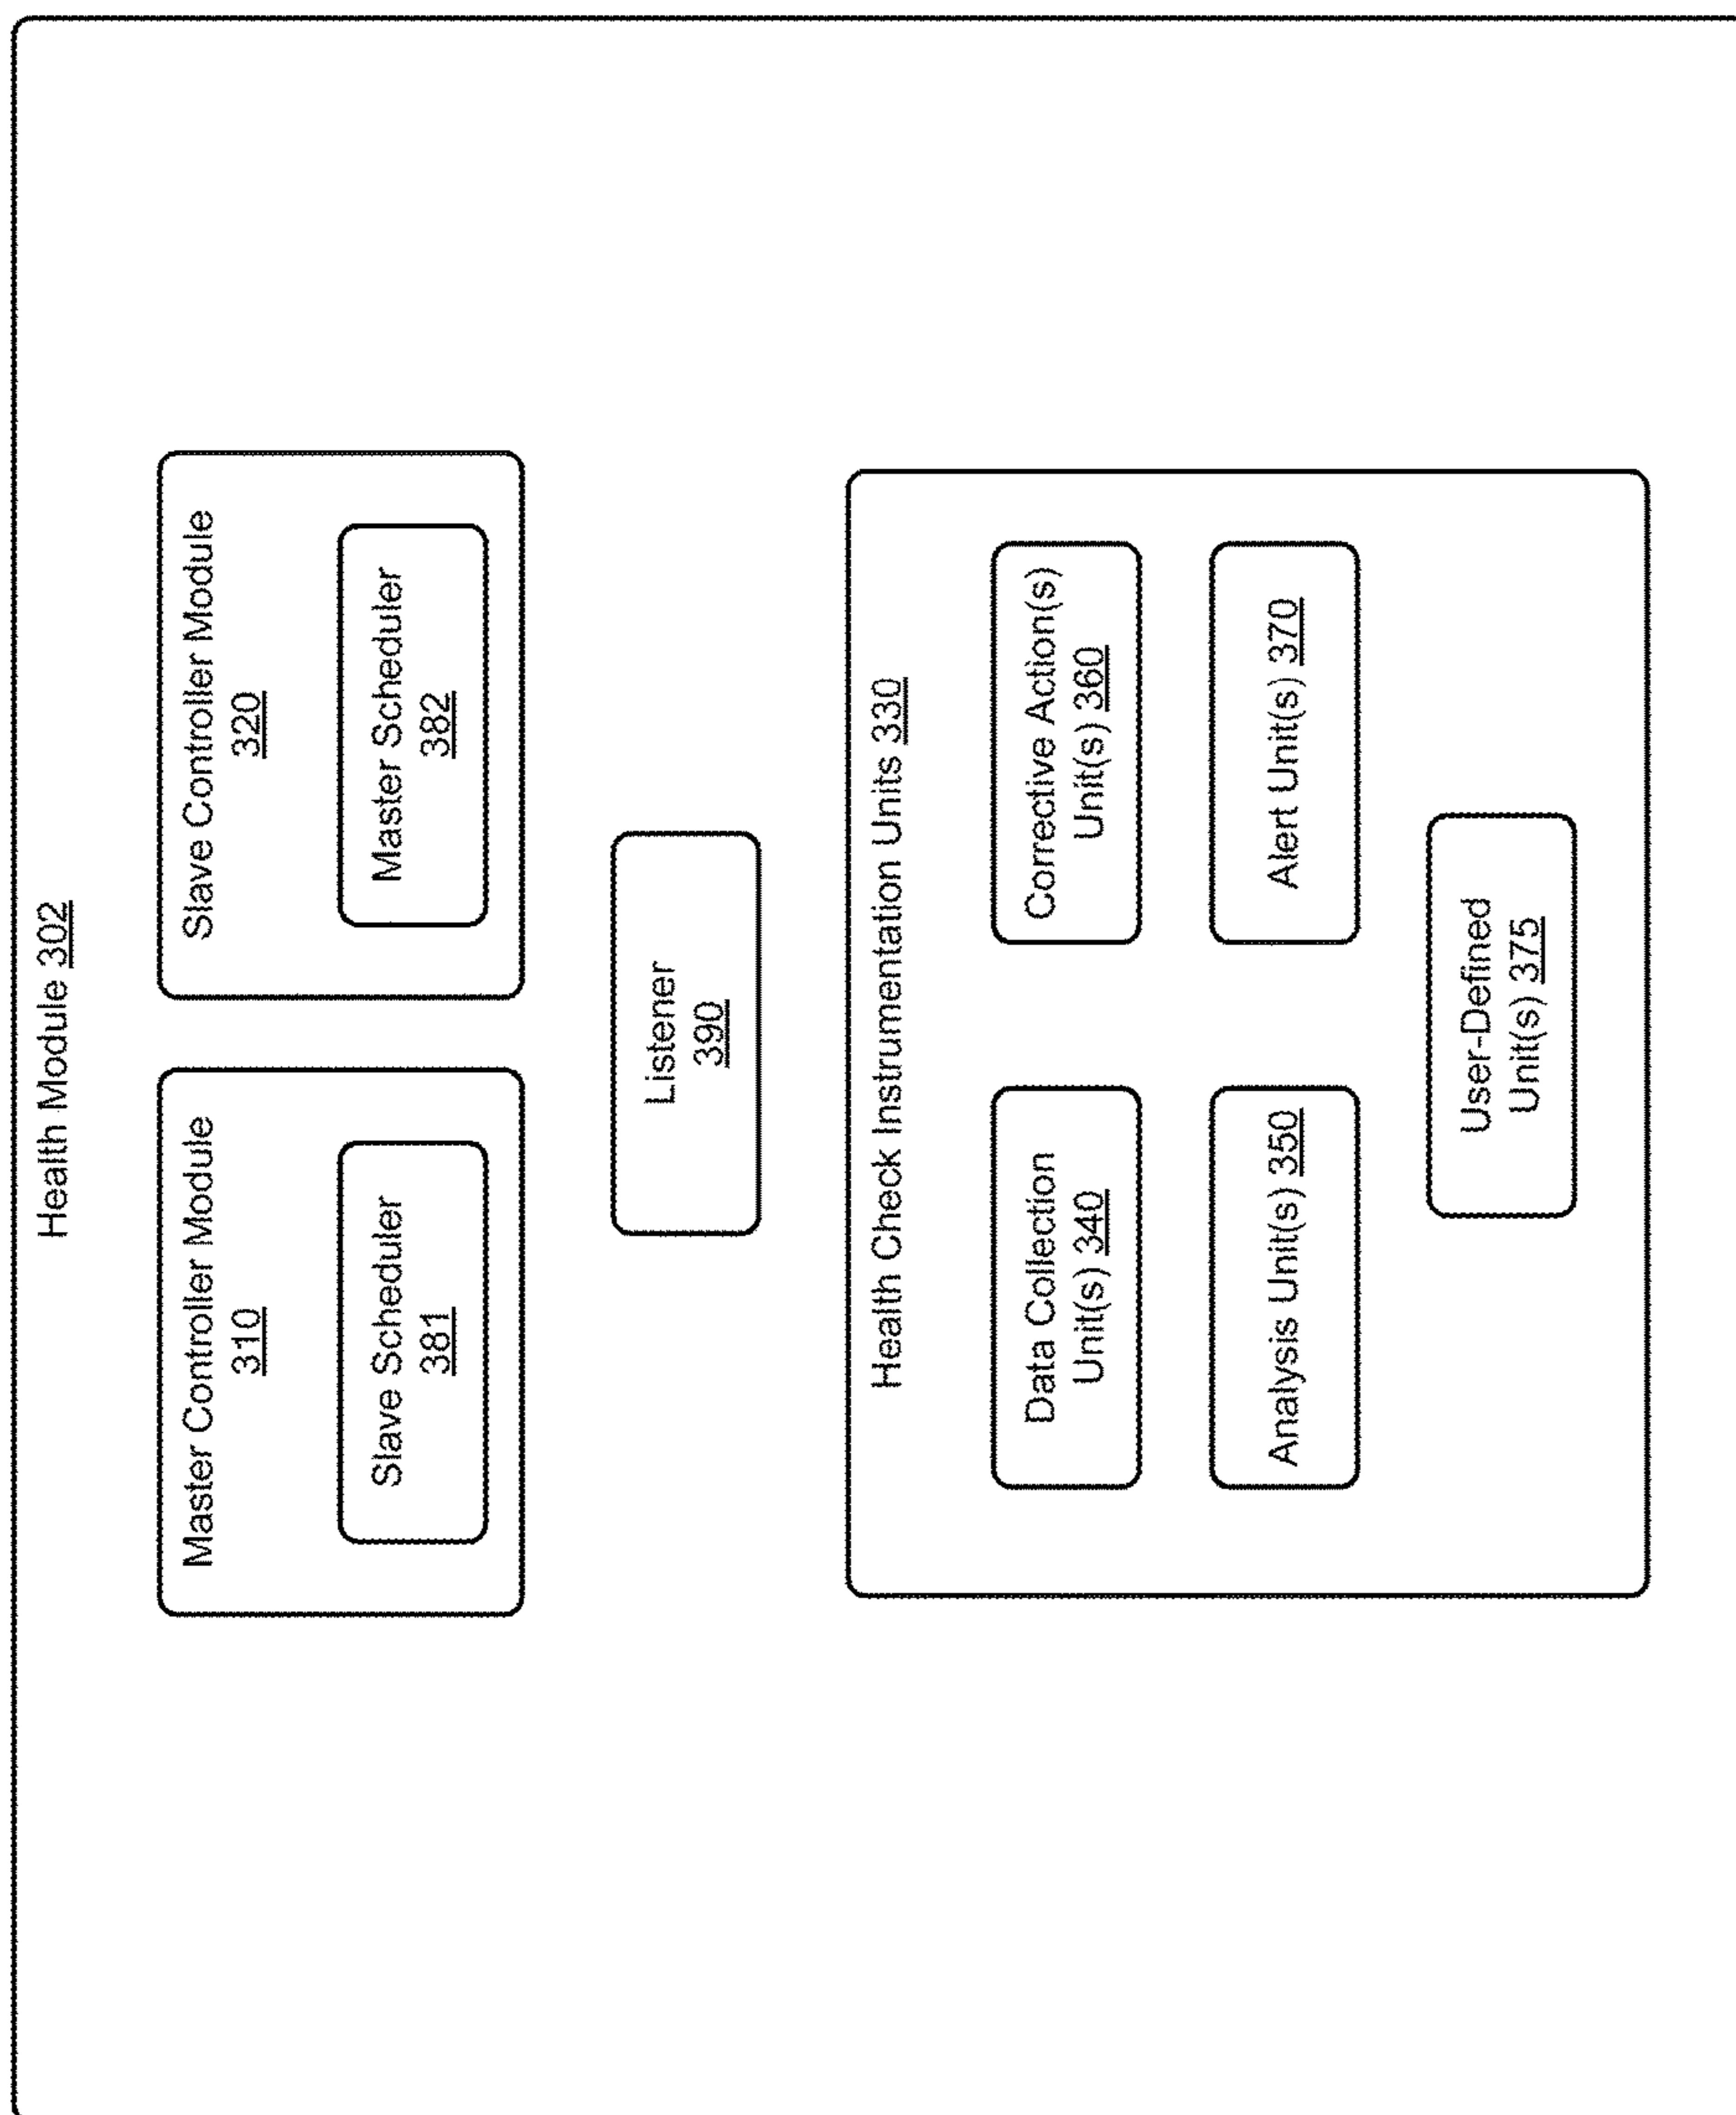 Health Module 302
Master Controller Module
310
Slave Scheduler
381
Slave Controller Module
320
Master Scheduler
382
Listener
390
Health Check Instrumentation Units 330
Data Collection
Unit(s) 340
Corrective Action(s)
Unit(s) 360
Analysis Unit(s) 350
Alert Unit(s) 370
User-Defined
Unit(s) 375